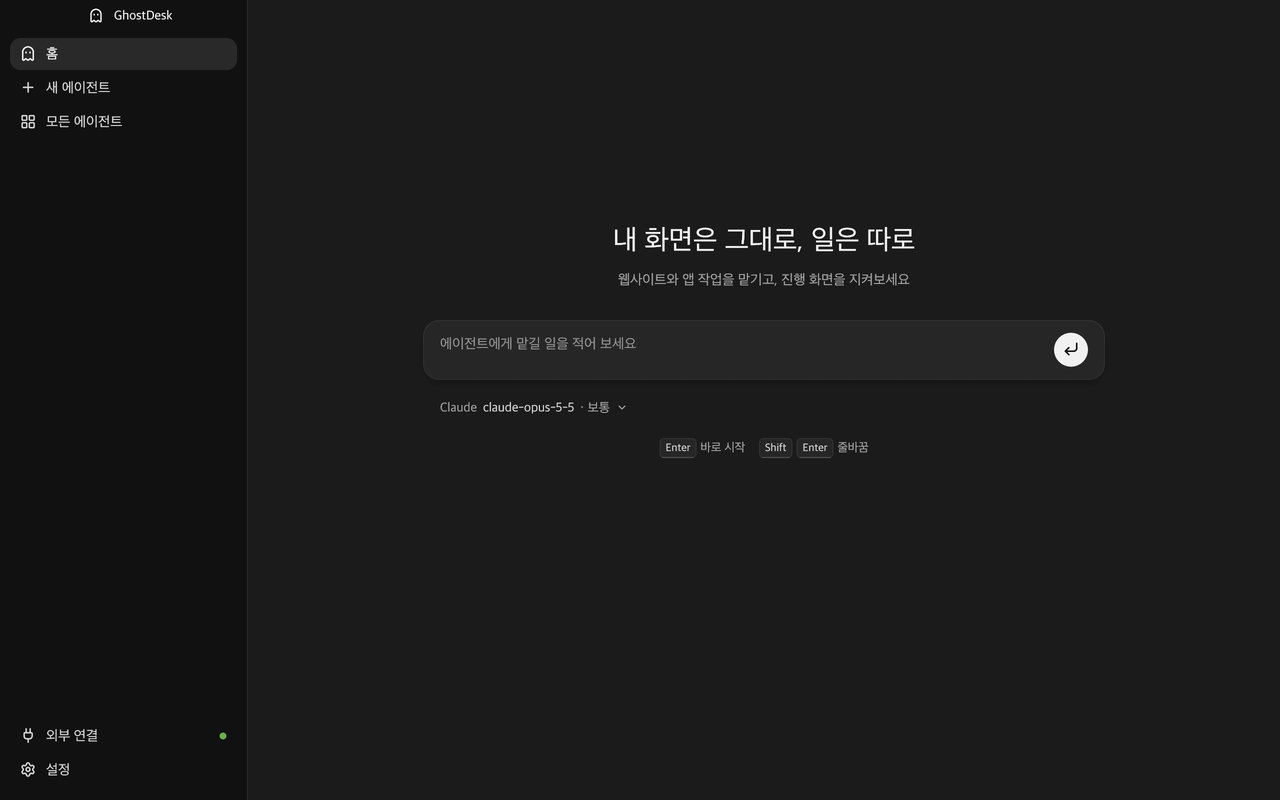 GhostDesk
홈
새 에이전트
모든 에이전트
외부 연결
설정
내 화면은 그대로, 일은 따로
웹사이트와 앱 작업을 맡기고, 진행 화면을 지켜보세요
에이전트에게 맡길 일을 적어 보세요
Claude claude-opus-5-5 · 보통
Enter 바로 시작 Shift Enter 줄바꿈